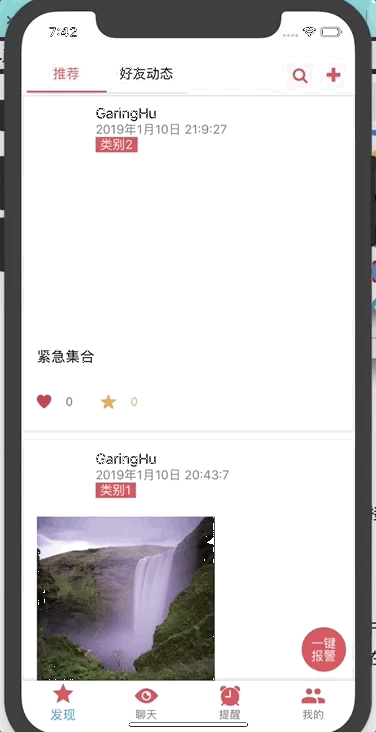 7:42
推荐 好友动态
GaringHu
2019年1月10日 21:9:27
类别2
紧急集合
0 0
GaringHu
2019年1月10日 20:43:7
类别1
一键
报警
发现 聊天 提醒 我的